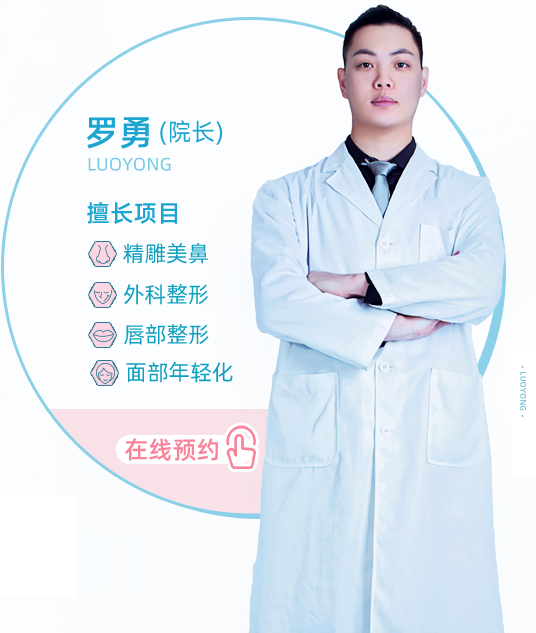 罗勇(院长)
LUOYONG
擅长项目
精雕美鼻
外科整形
唇部整形
面部年轻化
在线预约
·LUOYONG·